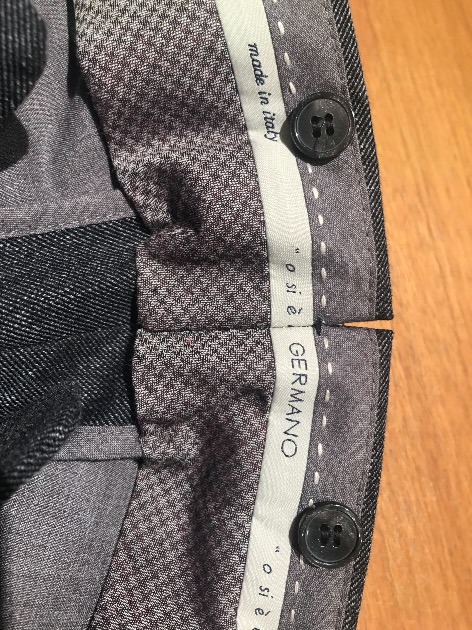 made in italy
" o si è
GERMANO
" o si è